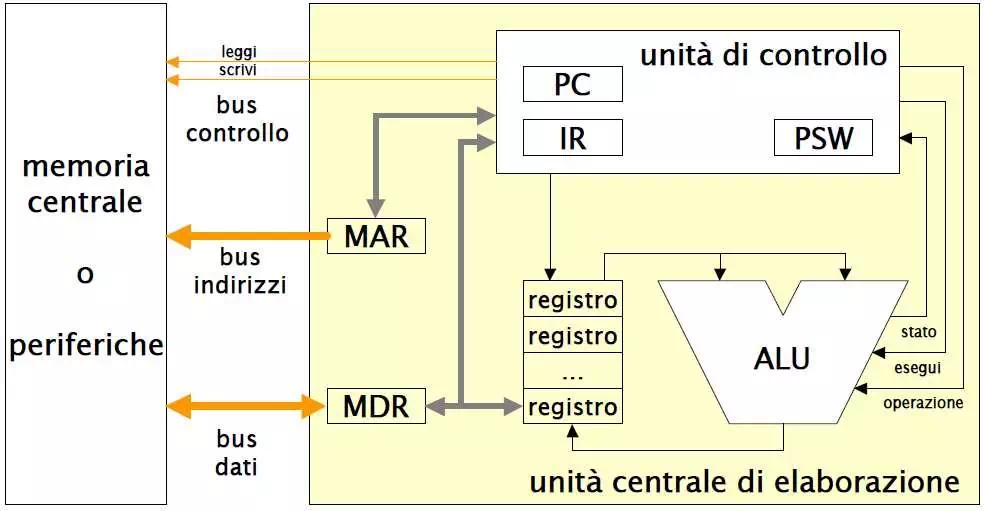 memoria
centrale
o
periferiche
leggi
scrivi
bus
controllo
bus
indirizzi
bus
dati
MAR
MDR
unità di controllo
PC
IR
PSW
registro
registro
...
registro
ALU
stato
esegui
operazione
unità centrale di elaborazione